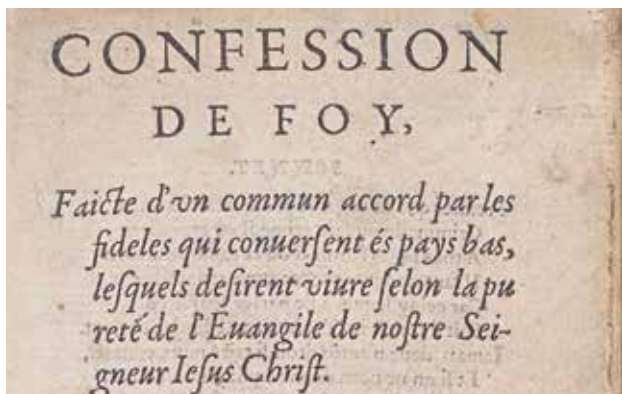 CONFESSION
DE FOY,
SONNET.
Faicte d'vn commun accord par les
fideles qui conuerſent és pays bas,
leſquels deſirent viure ſelon la pu
reté de l'Euangile de noſtre Sei-
gneur Ieſus Chriſt.